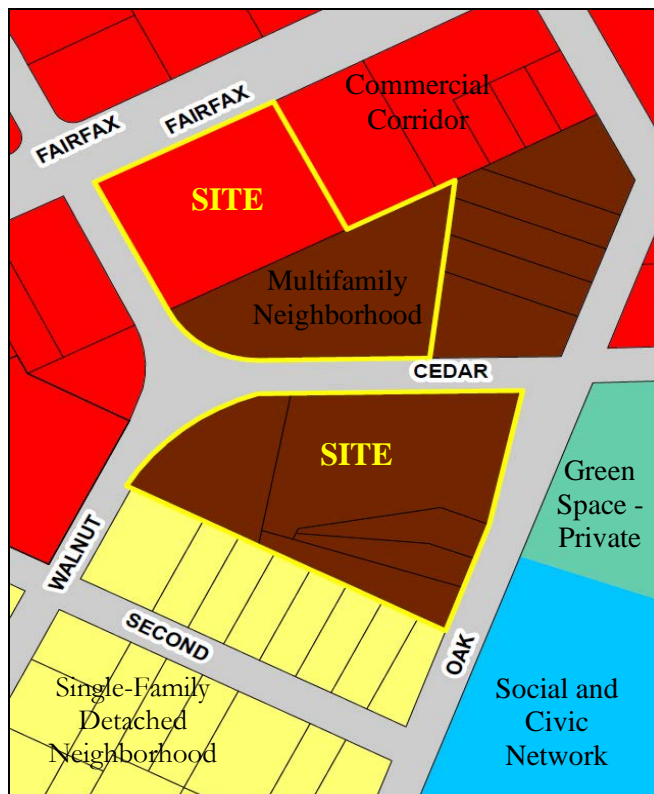 FAIRFAX
FAIRFAX
Commercial
Corridor
SITE
Multifamily
Neighborhood
CEDAR
SITE
Green
Space -
Private
WALNUT
SECOND
OAK
Single-Family
Detached
Neighborhood
Social and
Civic
Network